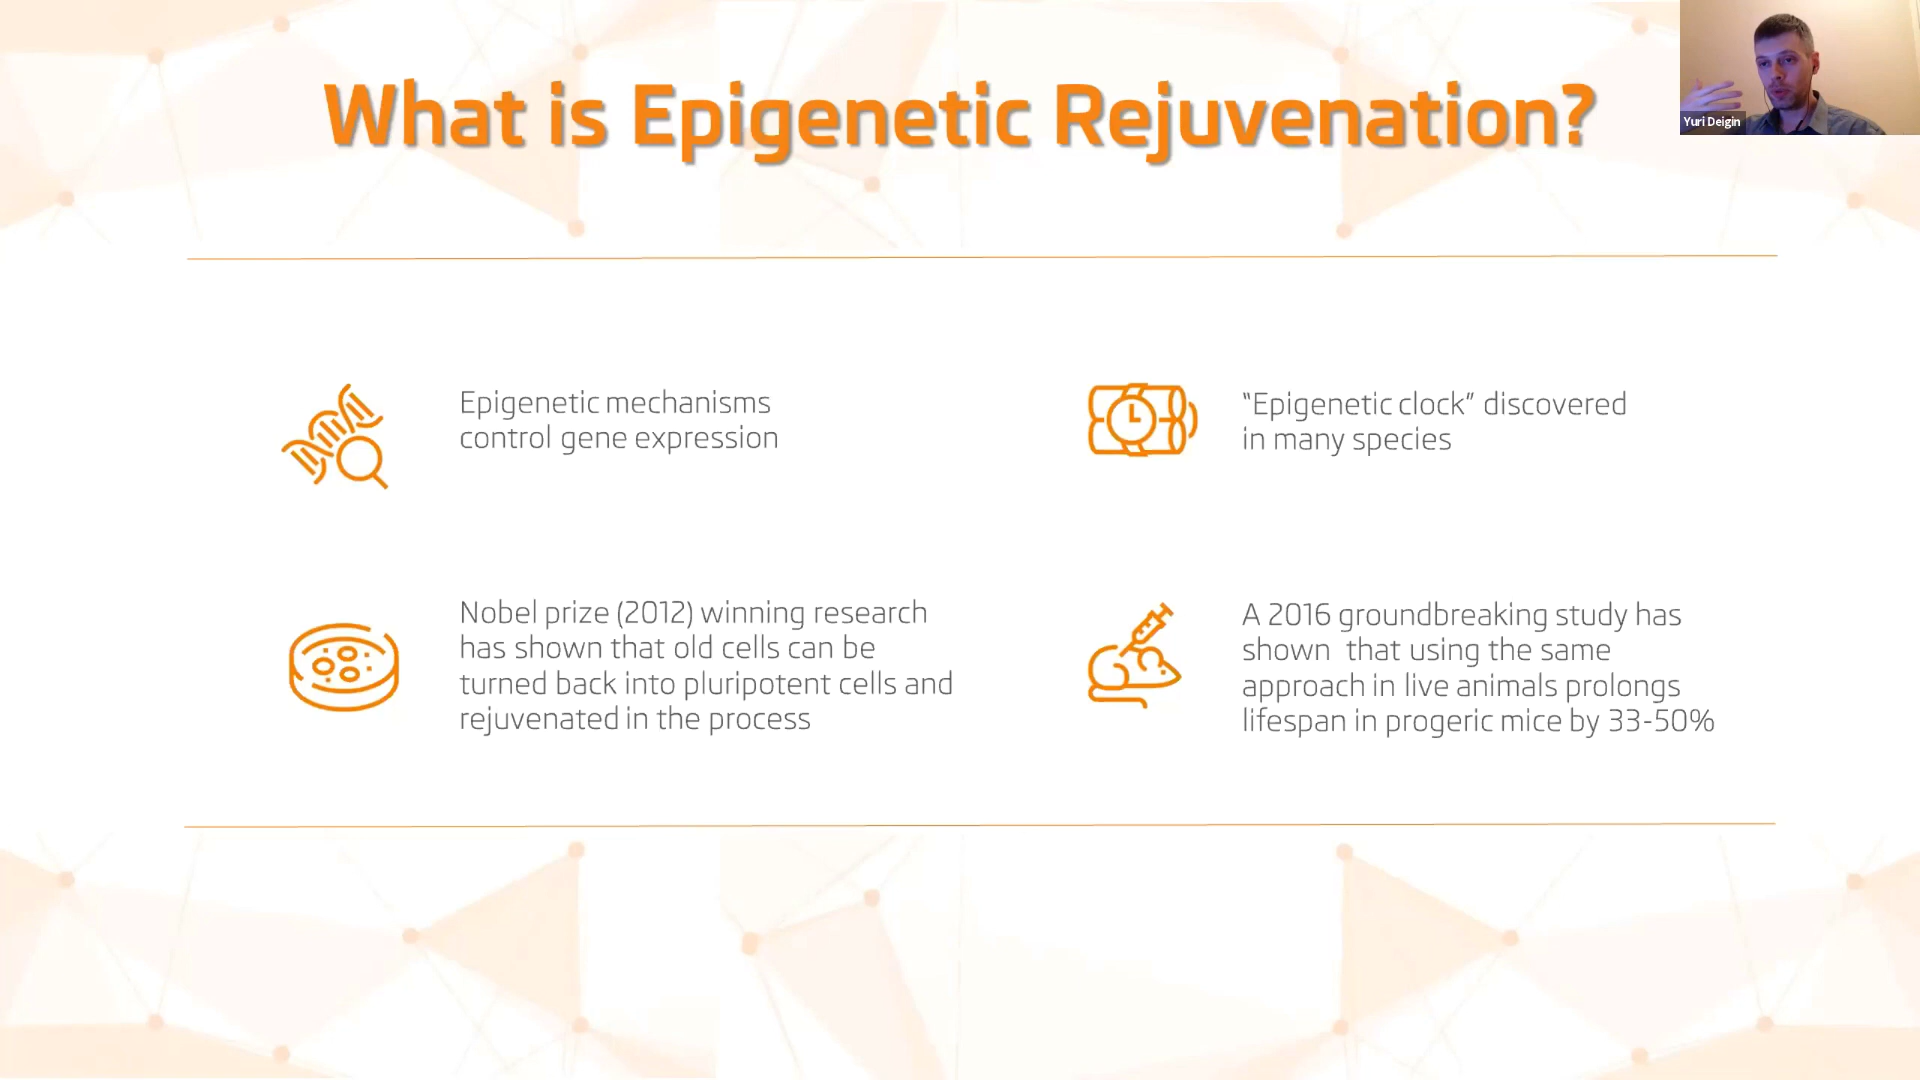 What is Epigenetic Rejuvenation?
Yuri Deigin
Epigenetic mechanisms
control gene expression
“Epigenetic clock” discovered
in many species
Nobel prize (2012) winning research
has shown that old cells can be
turned back into pluripotent cells and
rejuvenated in the process
A 2016 groundbreaking study has
shown that using the same
approach in live animals prolongs
lifespan in progeric mice by 33-50%